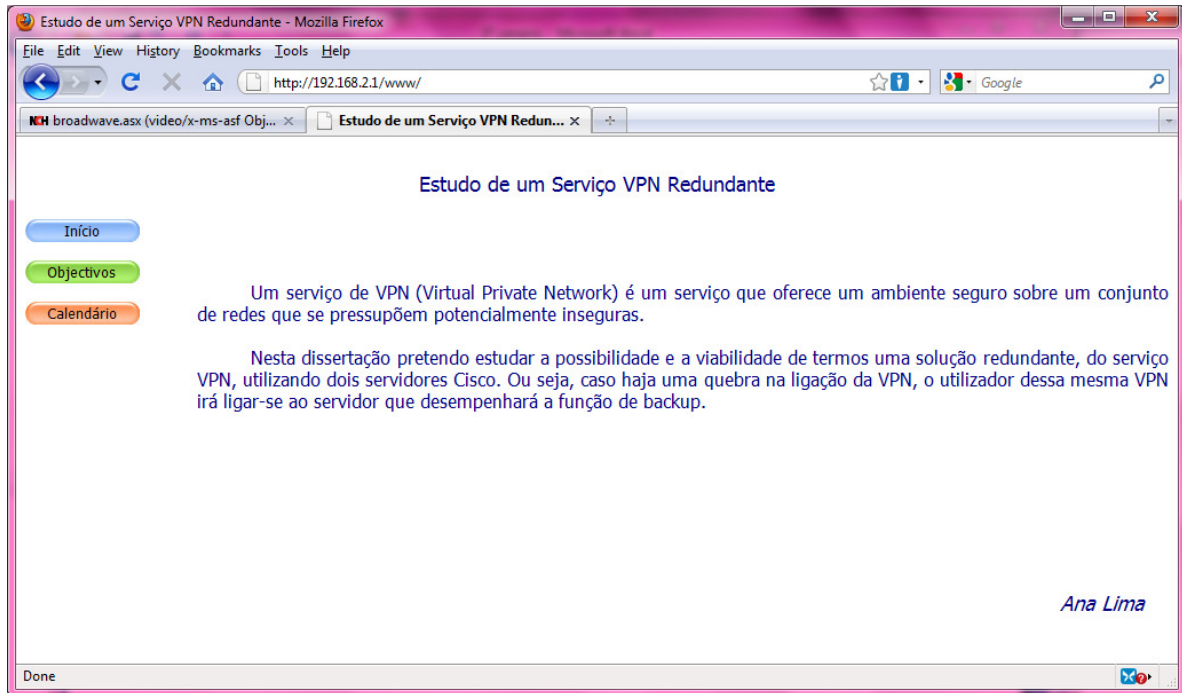 Estudo de um Serviço VPN Redundante - Mozilla Firefox
File Edit View History Bookmarks Tools Help
http://192.168.2.1/www/
Google
NCH broadwave.asx (video/x-ms-asf Obj...
Estudo de um Serviço VPN Redun...
Estudo de um Serviço VPN Redundante
Início
Objectivos
Calendário
Um serviço de VPN (Virtual Private Network) é um serviço que oferece um ambiente seguro sobre um conjunto
de redes que se pressupõem potencialmente inseguras.
Nesta dissertação pretendo estudar a possibilidade e a viabilidade de termos uma solução redundante, do serviço
VPN, utilizando dois servidores Cisco. Ou seja, caso haja uma quebra na ligação da VPN, o utilizador dessa mesma VPN
irá ligar-se ao servidor que desempenhará a função de backup.
Ana Lima
Done